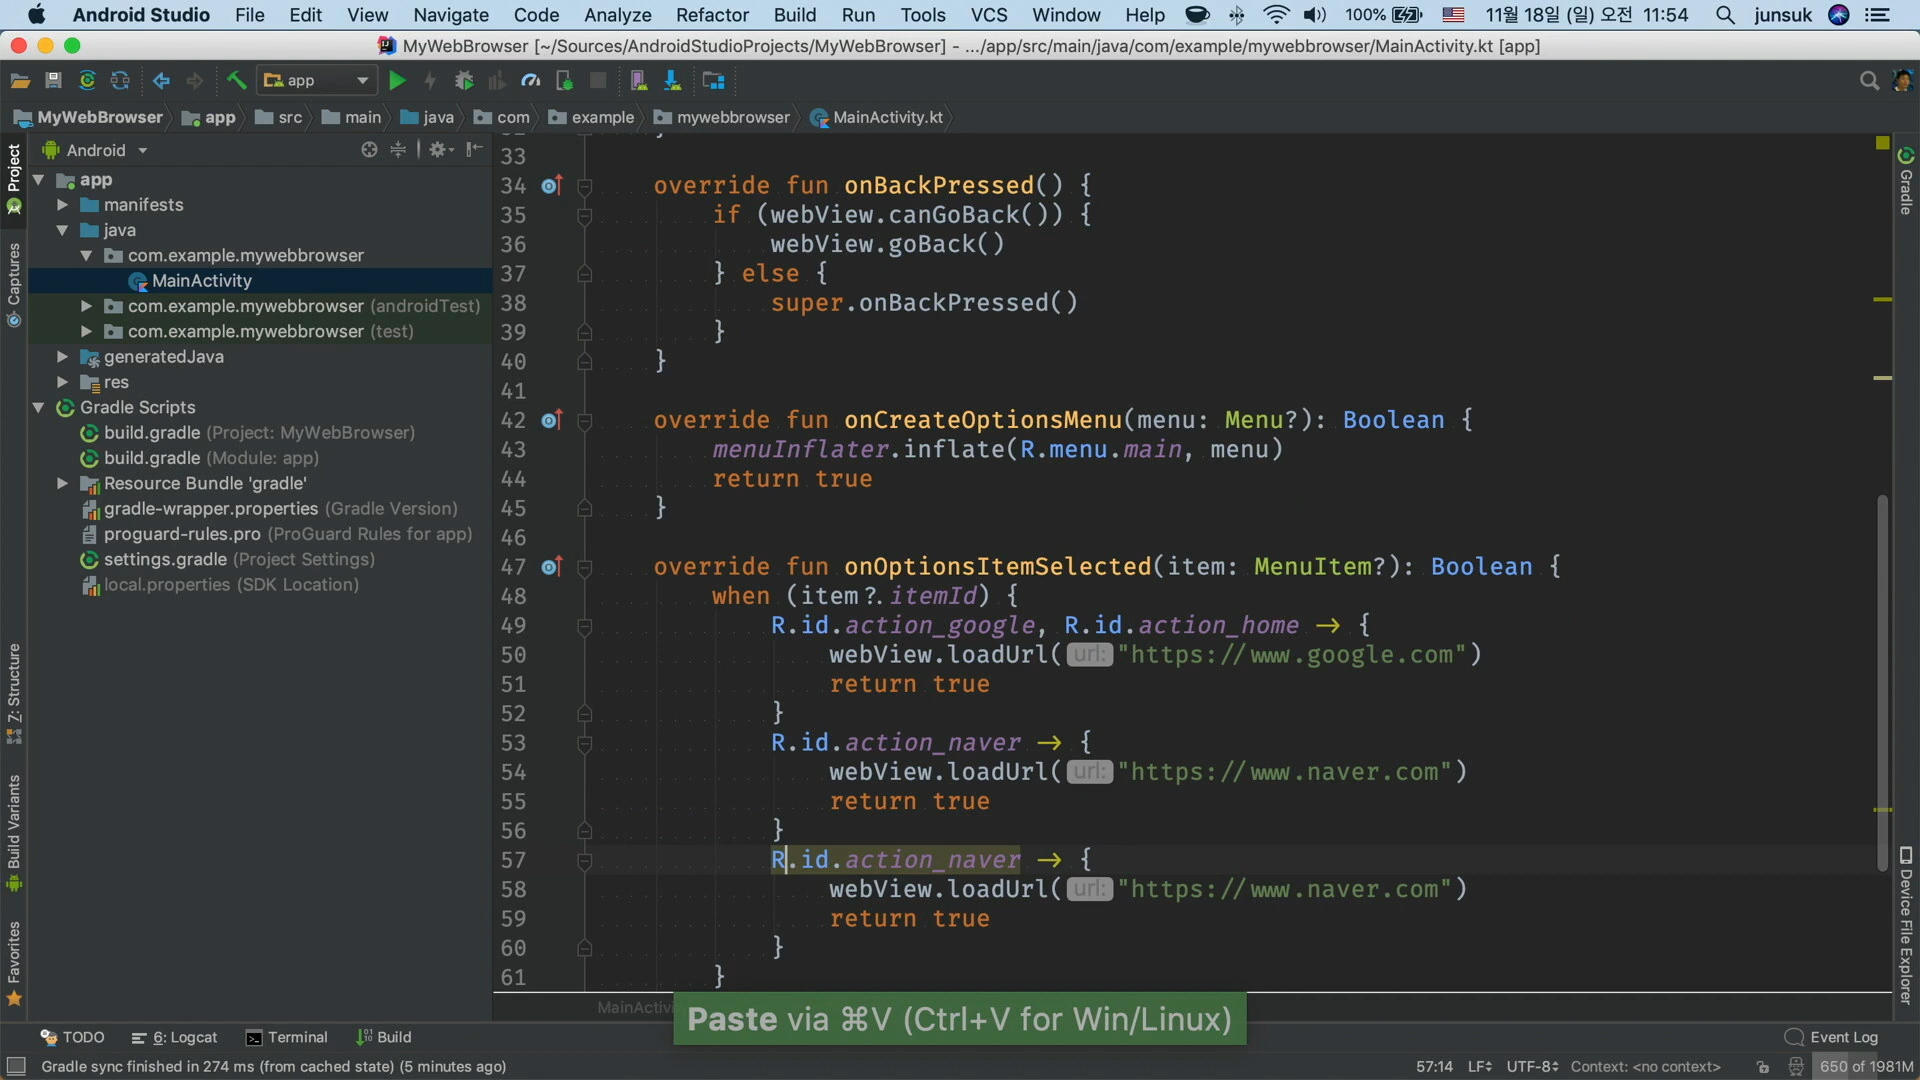 Android Studio File Edit View Navigate Code Analyze Refactor Build Run Tools VCS Window Help 100% 11월 18일 (일) 오전 11:54 junsuk
MyWebBrowser [~/Sources/AndroidStudioProjects/MyWebBrowser] - .../app/src/main/java/com/example/mywebbrowser/MainActivity.kt [app]
app
MyWebBrowser app src main java com example mywebbrowser MainActivity.kt
Project
Captures
Z: Structure
Build Variants
Favorites
Android
app
manifests
java
com.example.mywebbrowser
MainActivity
com.example.mywebbrowser (androidTest)
com.example.mywebbrowser (test)
generatedJava
res
Gradle Scripts
build.gradle (Project: MyWebBrowser)
build.gradle (Module: app)
Resource Bundle 'gradle'
gradle-wrapper.properties (Gradle Version)
proguard-rules.pro (ProGuard Rules for app)
settings.gradle (Project Settings)
local.properties (SDK Location)
33
34 override fun onBackPressed() {
35 if (webView.canGoBack()) {
36 webView.goBack()
37 } else {
38 super.onBackPressed()
39 }
40 }
41
42 override fun onCreateOptionsMenu(menu: Menu?): Boolean {
43 menuInflater.inflate(R.menu.main, menu)
44 return true
45 }
46
47 override fun onOptionsItemSelected(item: MenuItem?): Boolean {
48 when (item?.itemId) {
49 R.id.action_google, R.id.action_home -> {
50 webView.loadUrl( url: "https://www.google.com")
51 return true
52 }
53 R.id.action_naver -> {
54 webView.loadUrl( url: "https://www.naver.com")
55 return true
56 }
57 R.id.action_naver -> {
58 webView.loadUrl( url: "https://www.naver.com")
59 return true
60 }
61 }
Gradle
Device File Explorer
Paste via ⌘V (Ctrl+V for Win/Linux)
TODO 6: Logcat Terminal Build Event Log
Gradle sync finished in 274 ms (from cached state) (5 minutes ago) 57:14 LF UTF-8 Context: <no context> 650 of 1981M